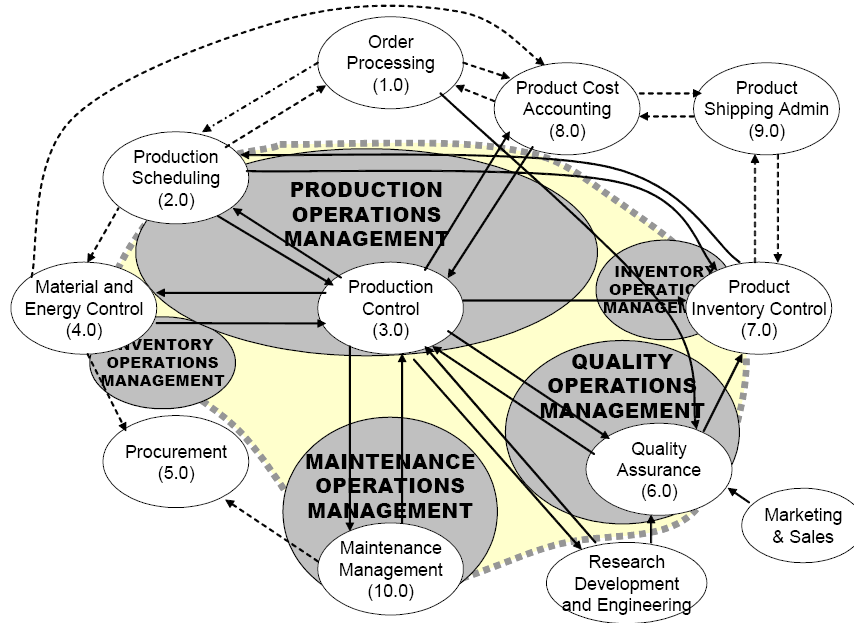 Order
Processing
(1.0)
Product Cost
Accounting
(8.0)
Product
Shipping Admin
(9.0)
Production
Scheduling
(2.0)
PRODUCTION
OPERATIONS
MANAGEMENT
Material and
Energy Control
(4.0)
Production
Control
(3.0)
INVENTORY
OPERATIO
MANAGEM
Product
Inventory Control
(7.0)
INVENTORY
OPERATIONS
MANAGEMENT
QUALITY
OPERATIONS
MANAGEMENT
Procurement
(5.0)
MAINTENANCE
OPERATIONS
MANAGEMENT
Quality
Assurance
(6.0)
Marketing
& Sales
Maintenance
Management
(10.0)
Research
Development
and Engineering